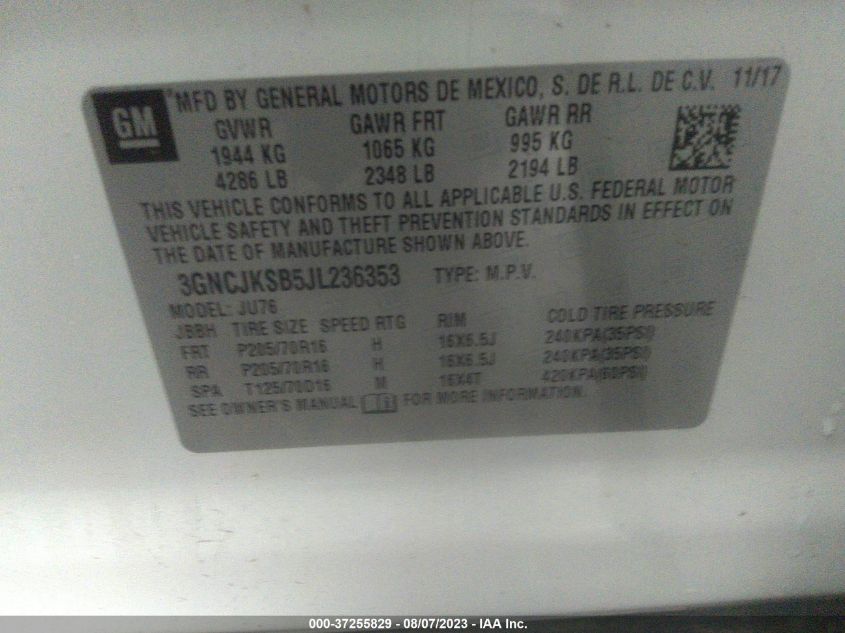 GM ®MFD BY GENERAL MOTORS DE MEXICO, S. DE R.L. DE C.V. 11/17
GVWR GAWR FRT GAWR RR
1944 KG 1065 KG 995 KG
4286 LB 2348 LB 2194 LB
THIS VEHICLE CONFORMS TO ALL APPLICABLE U.S. FEDERAL MOTOR
VEHICLE SAFETY AND THEFT PREVENTION STANDARDS IN EFFECT ON
THE DATE OF MANUFACTURE SHOWN ABOVE.
3GNCJKSB5JL236353 TYPE: M.P.V.
MODEL: JU76
JBBH TIRE SIZE SPEED RTG RIM COLD TIRE PRESSURE
FRT P205/70R16 H 16X6.5J 240KPA(35PSI)
RR P205/70R16 H 16X6.5J 240KPA(35PSI)
SPA T125/70D16 M 16X4T 420KPA(60PSI)
SEE OWNER'S MANUAL FOR MORE INFORMATION.
000-37255829 - 08/07/2023 - IAA Inc.